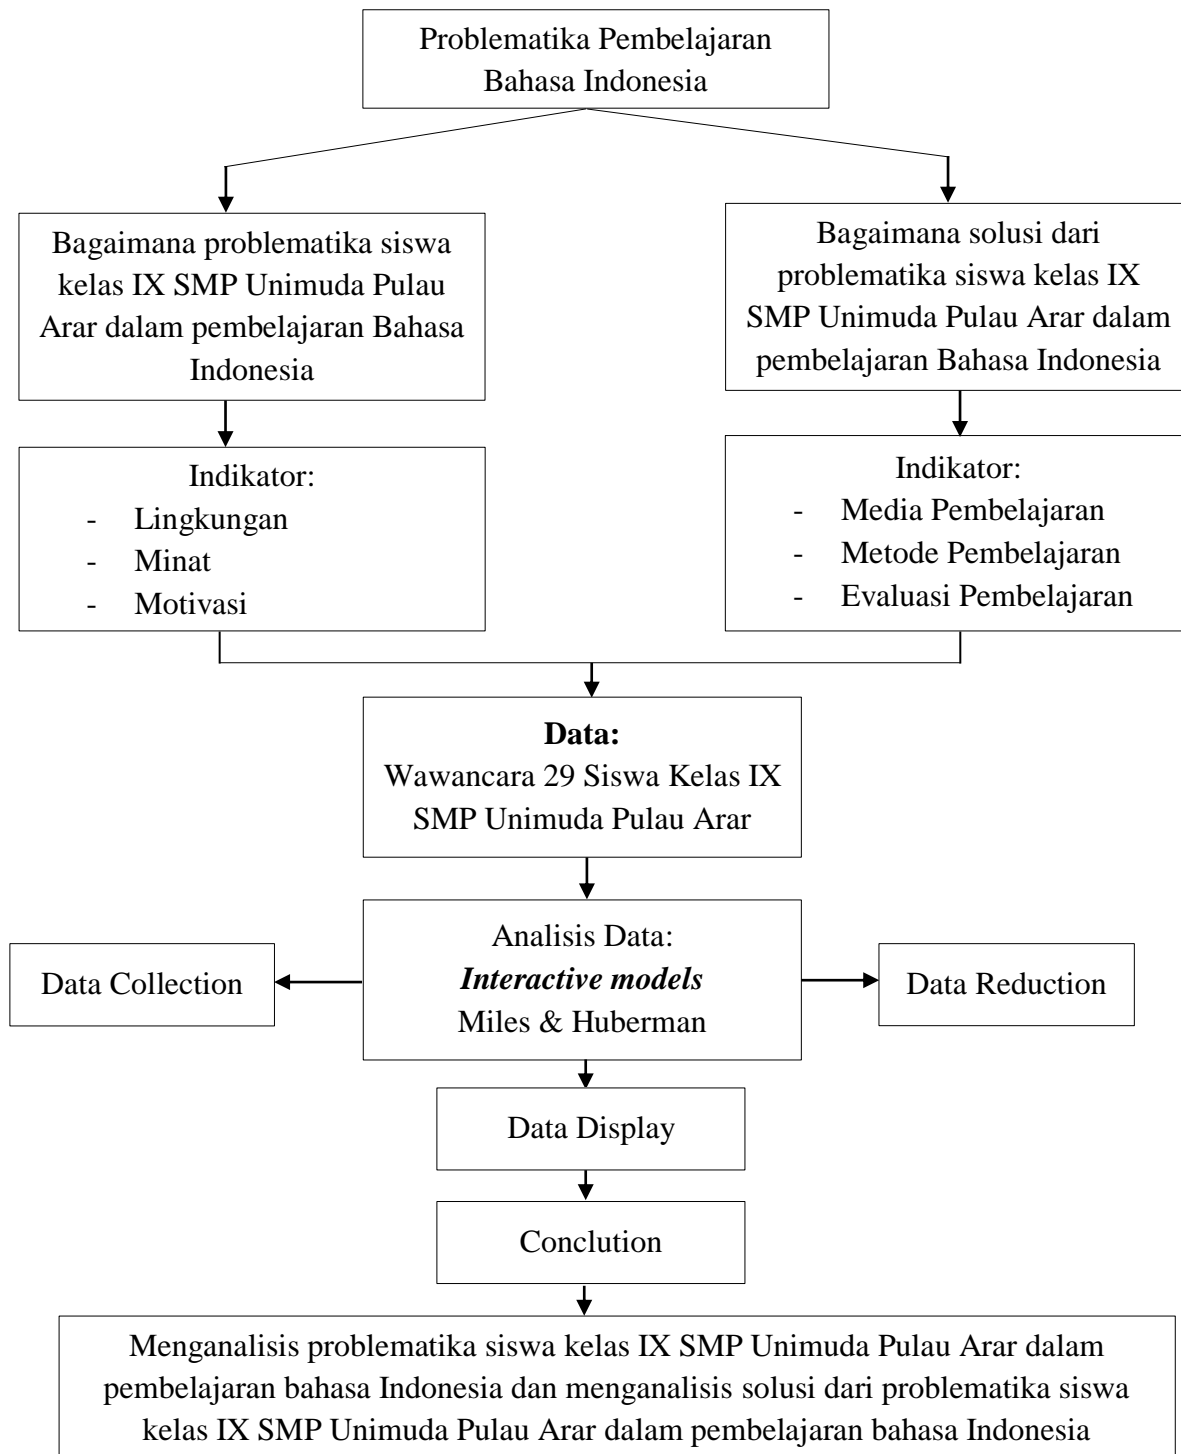 Problematika Pembelajaran
Bahasa Indonesia
Bagaimana problematika siswa
kelas IX SMP Unimuda Pulau
Arar dalam pembelajaran Bahasa
Indonesia
Bagaimana solusi dari
problematika siswa kelas IX
SMP Unimuda Pulau Arar dalam
pembelajaran Bahasa Indonesia
Indikator:
- Lingkungan
- Minat
- Motivasi
Indikator:
- Media Pembelajaran
- Metode Pembelajaran
- Evaluasi Pembelajaran
Data:
Wawancara 29 Siswa Kelas IX
SMP Unimuda Pulau Arar
Analisis Data:
Interactive models
Miles & Huberman
Data Collection
Data Reduction
Data Display
Conclution
Menganalisis problematika siswa kelas IX SMP Unimuda Pulau Arar dalam
pembelajaran bahasa Indonesia dan menganalisis solusi dari problematika siswa
kelas IX SMP Unimuda Pulau Arar dalam pembelajaran bahasa Indonesia